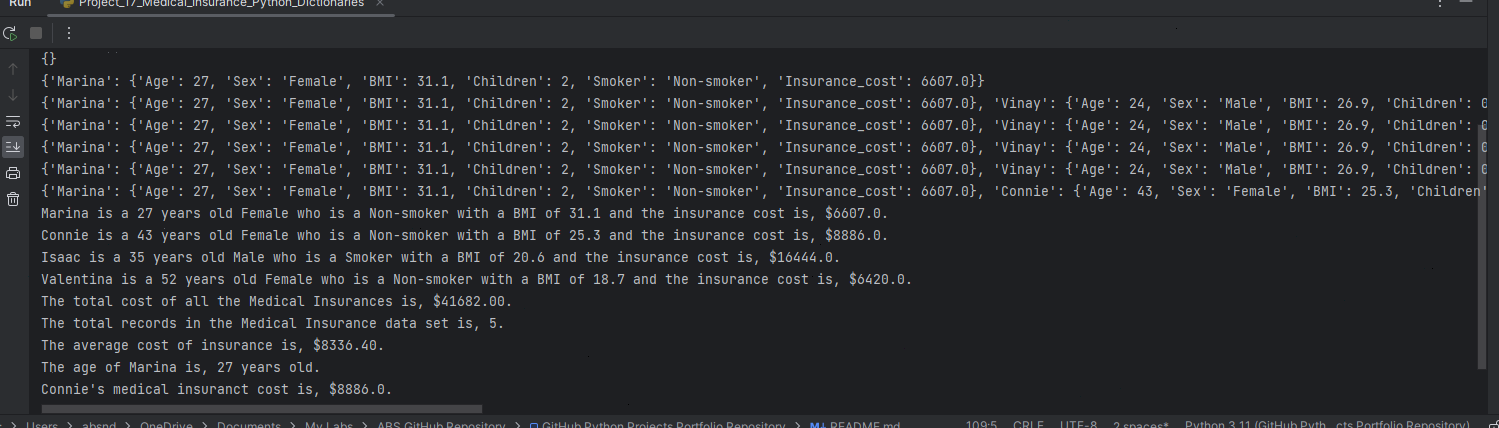 Run Project_17_Medical_Insurance_Python_Dictionaries
{}
{'Marina': {'Age': 27, 'Sex': 'Female', 'BMI': 31.1, 'Children': 2, 'Smoker': 'Non-smoker', 'Insurance_cost': 6607.0}}
{'Marina': {'Age': 27, 'Sex': 'Female', 'BMI': 31.1, 'Children': 2, 'Smoker': 'Non-smoker', 'Insurance_cost': 6607.0}, 'Vinay': {'Age': 24, 'Sex': 'Male', 'BMI': 26.9, 'Children': 0
{'Marina': {'Age': 27, 'Sex': 'Female', 'BMI': 31.1, 'Children': 2, 'Smoker': 'Non-smoker', 'Insurance_cost': 6607.0}, 'Vinay': {'Age': 24, 'Sex': 'Male', 'BMI': 26.9, 'Children': 0
{'Marina': {'Age': 27, 'Sex': 'Female', 'BMI': 31.1, 'Children': 2, 'Smoker': 'Non-smoker', 'Insurance_cost': 6607.0}, 'Vinay': {'Age': 24, 'Sex': 'Male', 'BMI': 26.9, 'Children': 0
{'Marina': {'Age': 27, 'Sex': 'Female', 'BMI': 31.1, 'Children': 2, 'Smoker': 'Non-smoker', 'Insurance_cost': 6607.0}, 'Vinay': {'Age': 24, 'Sex': 'Male', 'BMI': 26.9, 'Children': 0
{'Marina': {'Age': 27, 'Sex': 'Female', 'BMI': 31.1, 'Children': 2, 'Smoker': 'Non-smoker', 'Insurance_cost': 6607.0}, 'Connie': {'Age': 43, 'Sex': 'Female', 'BMI': 25.3, 'Children'
Marina is a 27 years old Female who is a Non-smoker with a BMI of 31.1 and the insurance cost is, $6607.0.
Connie is a 43 years old Female who is a Non-smoker with a BMI of 25.3 and the insurance cost is, $8886.0.
Isaac is a 35 years old Male who is a Smoker with a BMI of 20.6 and the insurance cost is, $16444.0.
Valentina is a 52 years old Female who is a Non-smoker with a BMI of 18.7 and the insurance cost is, $6420.0.
The total cost of all the Medical Insurances is, $41682.00.
The total records in the Medical Insurance data set is, 5.
The average cost of insurance is, $8336.40.
The age of Marina is, 27 years old.
Connie's medical insuranct cost is, $8886.0.
Users > absnd > OneDrive > Documents > My Labs > ABS GitHub Repository > GitHub Python Projects Portfolio Repository > README.md 109:5 CRLF UTF-8 2 spaces* Python 3.11 (GitHub Pyth...cts Portfolio Repository)